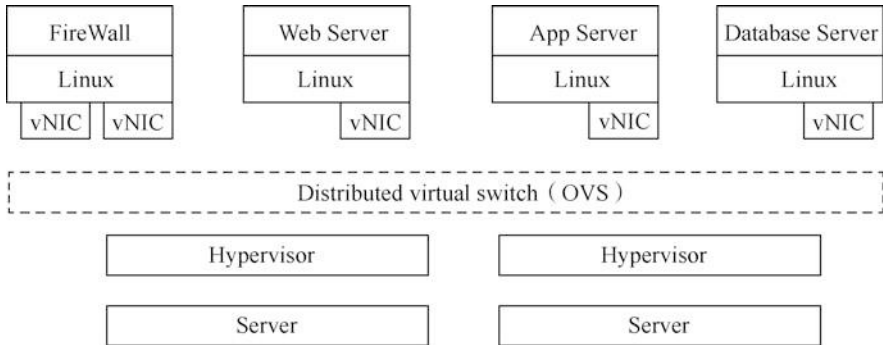 FireWall Web Server App Server Database Server
Linux Linux Linux Linux
vNIC vNIC vNIC vNIC vNIC
Distributed virtual switch（OVS）
Hypervisor Hypervisor
Server Server